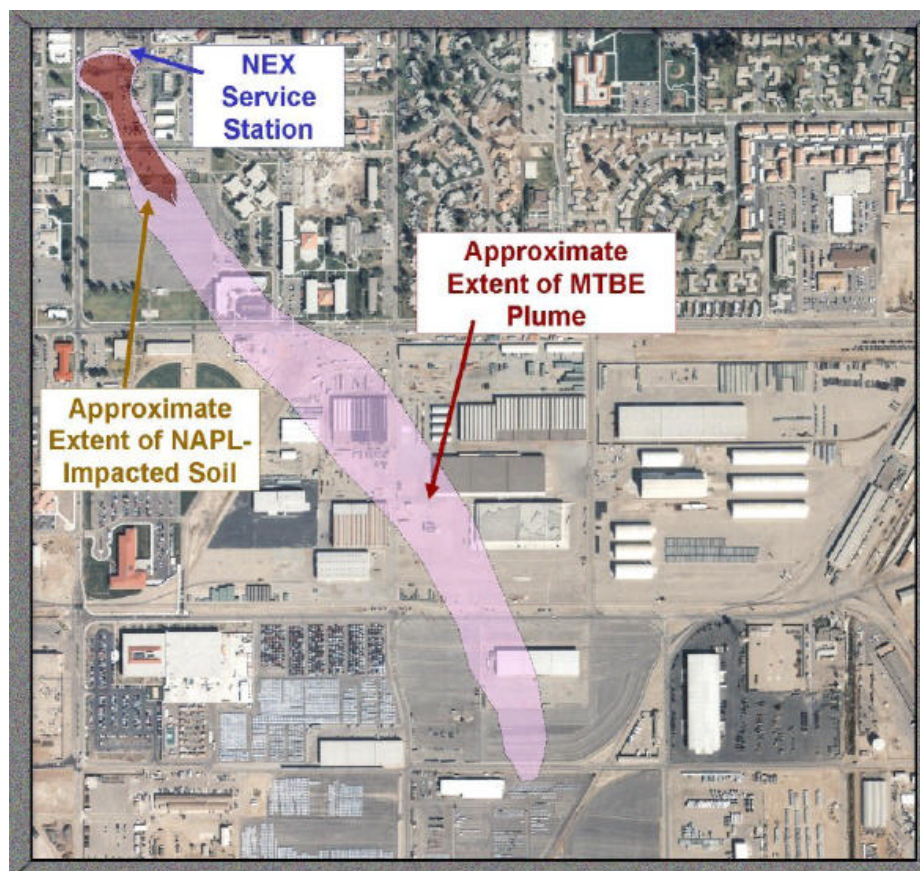 NEX
Service
Station
Approximate
Extent of MTBE
Plume
Approximate
Extent of NAPL-
Impacted Soil